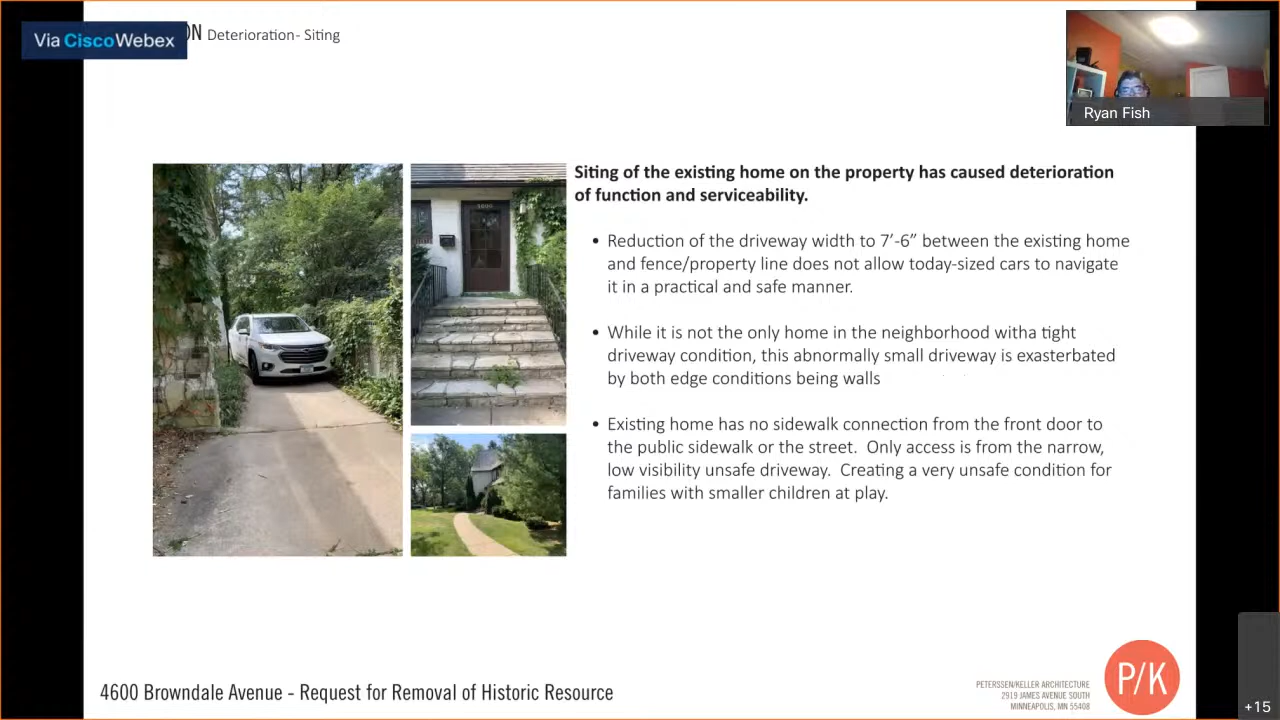 Via Cisco Webex
ON Deterioration- Siting
Ryan Fish
Siting of the existing home on the property has caused deterioration
of function and serviceability.
• Reduction of the driveway width to 7’-6” between the existing home
and fence/property line does not allow today-sized cars to navigate
it in a practical and safe manner.
• While it is not the only home in the neighborhood witha tight
driveway condition, this abnormally small driveway is exasterbated
by both edge conditions being walls
• Existing home has no sidewalk connection from the front door to
the public sidewalk or the street. Only access is from the narrow,
low visibility unsafe driveway. Creating a very unsafe condition for
families with smaller children at play.
4600 Browndale Avenue - Request for Removal of Historic Resource
PETERSSEN/KELLER ARCHITECTURE
2919 JAMES AVENUE SOUTH
MINNEAPOLIS, MN 55408
P/K
+15